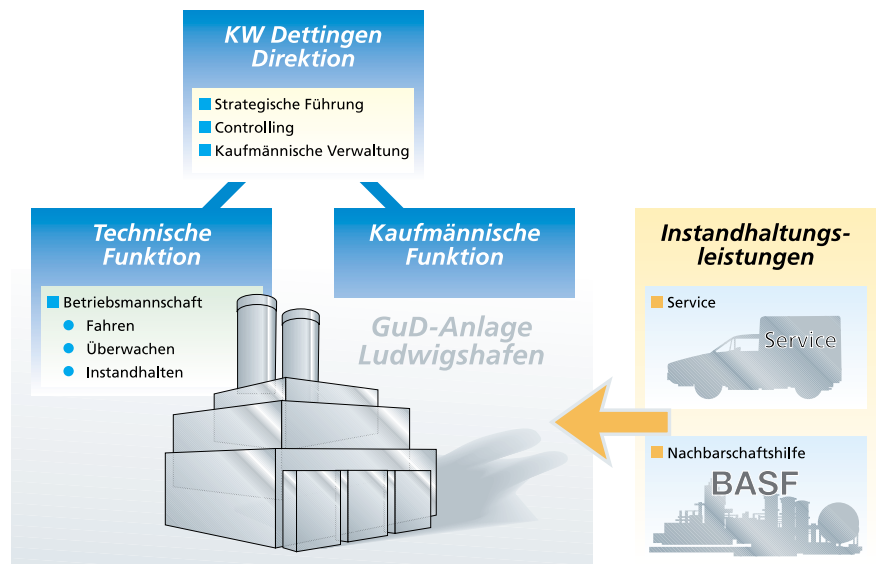 KW Dettingen
Direktion
Strategische Führung
Controlling
Kaufmännische Verwaltung
Technische
Funktion
Betriebsmannschaft
Fahren
Überwachen
Instandhalten
Kaufmännische
Funktion
GuD-Anlage
Ludwigshafen
Instandhaltungs-
leistungen
Service
Service
Nachbarschaftshilfe
BASF